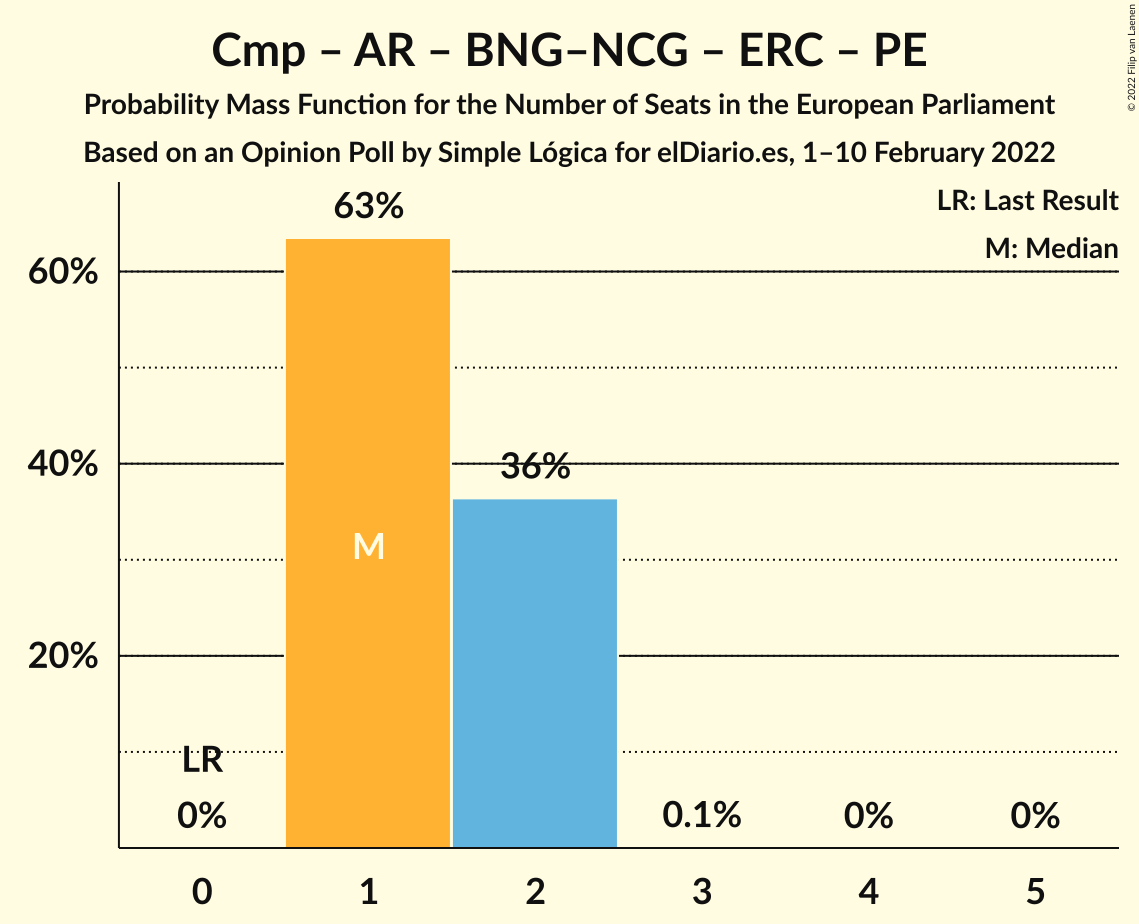 Cmp – AR – BNG–NCG – ERC – PE
Probability Mass Function for the Number of Seats in the European Parliament
Based on an Opinion Poll by Simple Lógica for elDiario.es, 1–10 February 2022
© 2022 Filip van Laenen
LR: Last Result
M: Median
63%
60%
40%
36%
M
20%
LR
0%
0.1%
0%
0%
0
1
2
3
4
5